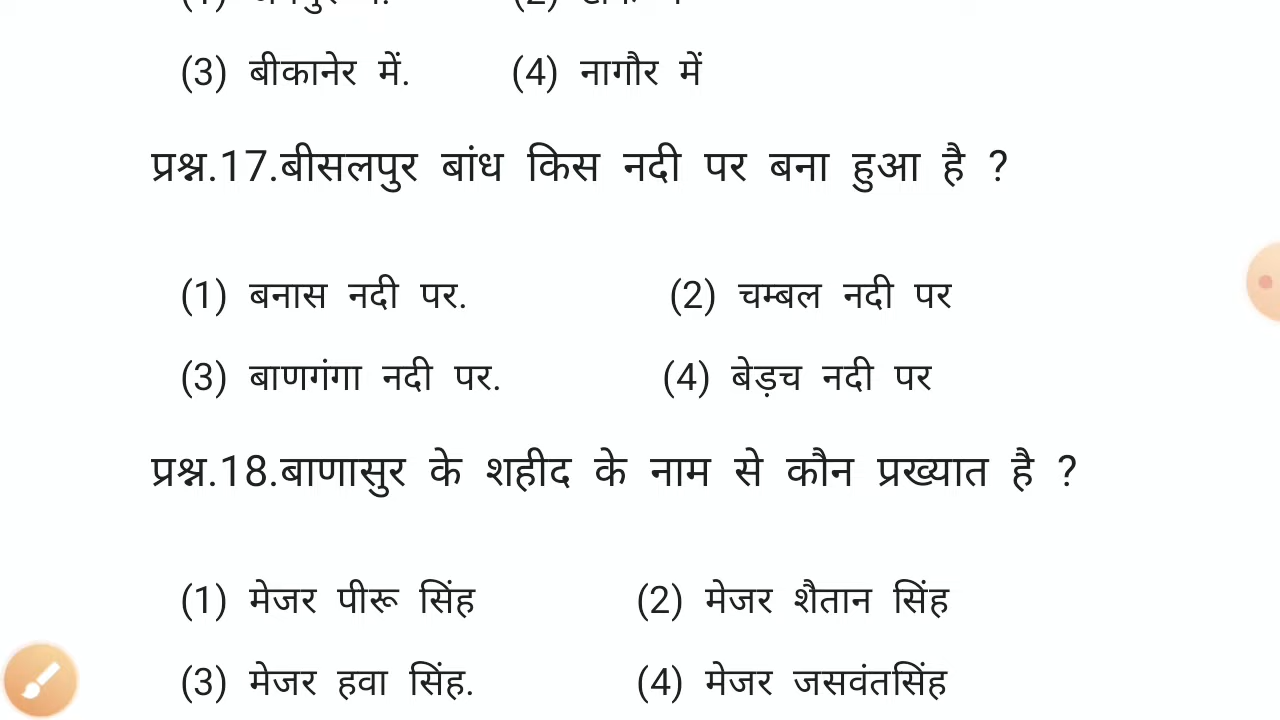 (3) बीकानेर में. (4) नागौर में
प्रश्न.17.बीसलपुर बांध किस नदी पर बना हुआ है ?
(1) बनास नदी पर. (2) चम्बल नदी पर
(3) बाणगंगा नदी पर. (4) बेड़च नदी पर
प्रश्न.18.बाणासुर के शहीद के नाम से कौन प्रख्यात है ?
(1) मेजर पीरू सिंह (2) मेजर शैतान सिंह
(3) मेजर हवा सिंह. (4) मेजर जसवंतसिंह